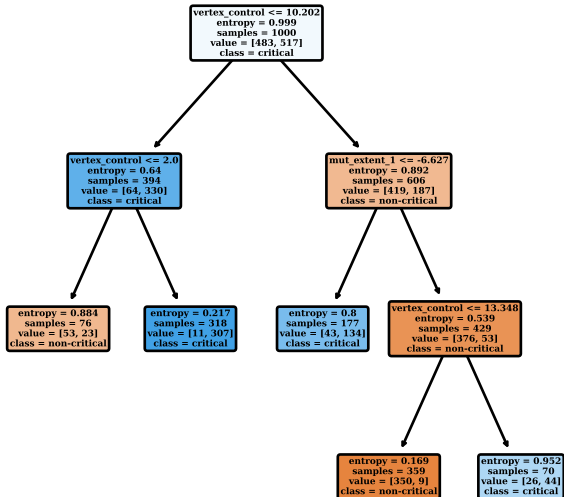 vertex_control <= 10.202
entropy = 0.999
samples = 1000
value = [483, 517]
class = critical
vertex_control <= 2.0
entropy = 0.64
samples = 394
value = [64, 330]
class = critical
mut_extent_1 <= -6.627
entropy = 0.892
samples = 606
value = [419, 187]
class = non-critical
entropy = 0.884
samples = 76
value = [53, 23]
class = non-critical
entropy = 0.217
samples = 318
value = [11, 307]
class = critical
entropy = 0.8
samples = 177
value = [43, 134]
class = critical
vertex_control <= 13.348
entropy = 0.539
samples = 429
value = [376, 53]
class = non-critical
entropy = 0.169
samples = 359
value = [350, 9]
class = non-critical
entropy = 0.952
samples = 70
value = [26, 44]
class = critical